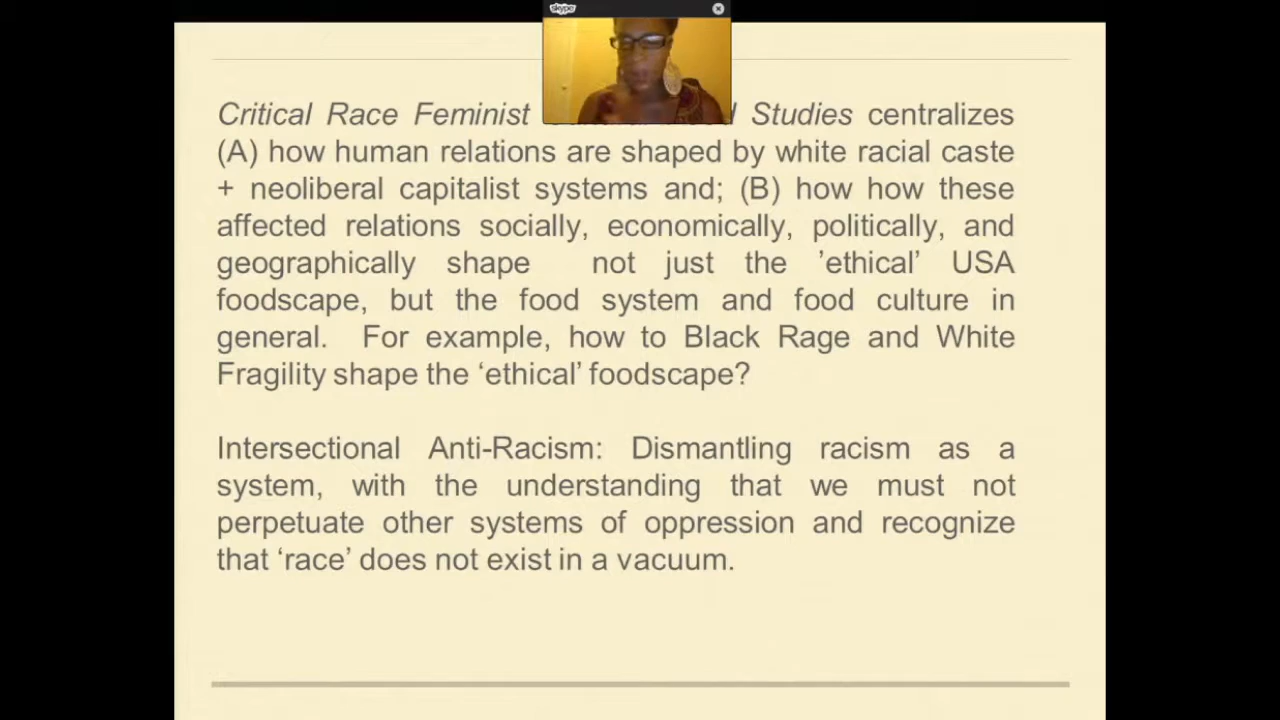 skype
Critical Race Feminist Studies centralizes
(A) how human relations are shaped by white racial caste
+ neoliberal capitalist systems and; (B) how how these
affected relations socially, economically, politically, and
geographically shape not just the ’ethical’ USA
foodscape, but the food system and food culture in
general. For example, how to Black Rage and White
Fragility shape the ‘ethical’ foodscape?
Intersectional Anti-Racism: Dismantling racism as a
system, with the understanding that we must not
perpetuate other systems of oppression and recognize
that ‘race’ does not exist in a vacuum.